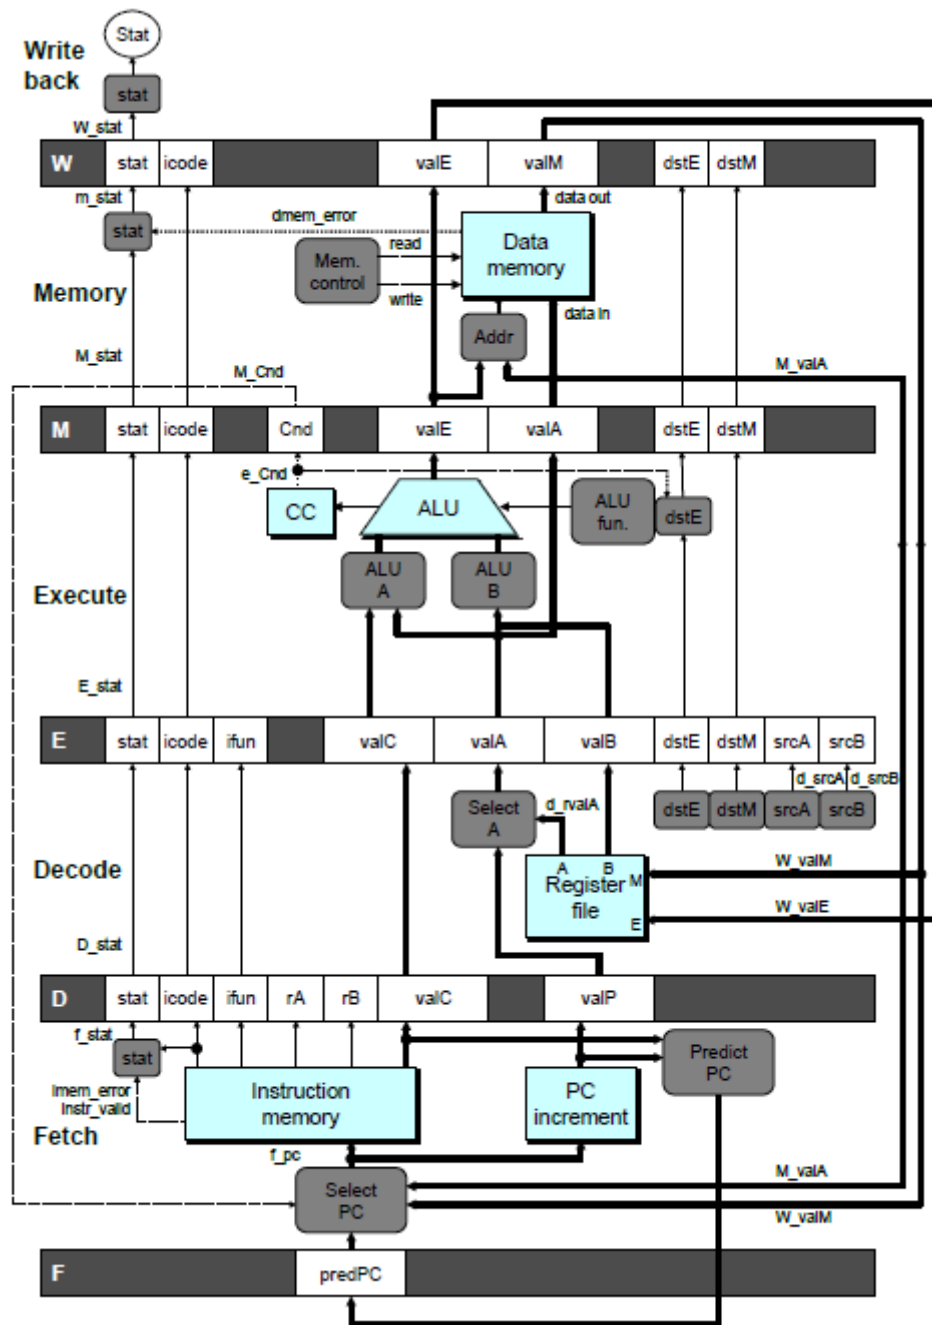 Stat
Write
back
stat
W_stat
W stat icode valE valM dstE dstM
m_stat
data out
dmem_error
stat
read
Mem.
control
Data
memory
write
Memory
data in
Addr
M_stat
M_Cnd
M_valA
M stat icode Cnd valE valA dstE dstM
e_Cnd
CC
ALU
ALU
fun.
dstE
ALU
A
ALU
B
Execute
E_stat
E stat icode ifun valC valA valB dstE dstM srcA srcB
d_srcA d_srcB
Select
A
d_rvalA
dstE dstM srcA srcB
A B
Register
file
M
E
W_valM
W_valE
Decode
D_stat
D stat icode ifun rA rB valC valP
f_stat
stat
Predict
PC
Imem_error
Instr_valid
Instruction
memory
PC
increment
Fetch
f_pc
Select
PC
M_valA
W_valM
F predPC